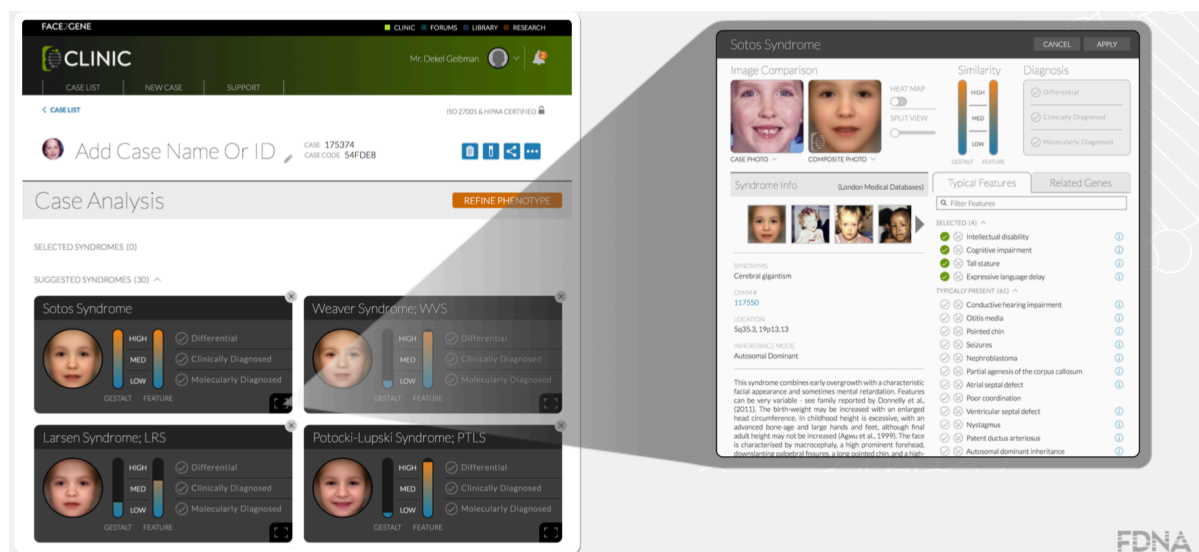 FACE2GENE
CLINIC FORUMS LIBRARY RESEARCH
CLINIC
Mr. Dekel Gelbman
2
CASE LIST NEW CASE SUPPORT
CASE LIST
ISO 27001 & HIPAA CERTIFIED
Add Case Name Or ID
CASE 175374
CASE CODE 54FDE8
Case Analysis
REFINE PHENOTYPE
SELECTED SYNDROMES (0)
SUGGESTED SYNDROMES (30)
Sotos Syndrome
HIGH
MED
LOW
GESTALT FEATURE
Differential
Clinically Diagnosed
Molecularly Diagnosed
Weaver Syndrome; WVS
HIGH
MED
LOW
GESTALT FEATURE
Differential
Clinically Diagnosed
Molecularly Diagnosed
Larsen Syndrome; LRS
HIGH
MED
LOW
GESTALT FEATURE
Differential
Clinically Diagnosed
Molecularly Diagnosed
Potocki-Lupski Syndrome; PTLS
HIGH
MED
LOW
GESTALT FEATURE
Differential
Clinically Diagnosed
Molecularly Diagnosed
Sotos Syndrome
CANCEL APPLY
Image Comparison
CASE PHOTO
COMPOSITE PHOTO
HEAT MAP
SPLIT VIEW
Similarity
HIGH
MED
LOW
GESTALT FEATURE
Diagnosis
Differential
Clinically Diagnosed
Molecularly Diagnosed
Syndrome Info (London Medical Databases)
SYNONYMS
Cerebral gigantism
OMIM #
117550
LOCATION
5q35.3, 19p13.13
INHERITANCE MODE
Autosomal Dominant
This syndrome combines early overgrowth with a characteristic
facial appearance and sometimes mental retardation. Features
can be very variable - see family reported by Donnelly et al.,
(2011). The birth-weight may be increased with an enlarged
head circumference. In childhood height is excessive, with an
advanced bone-age and large hands and feet, although final
adult height may not be increased (Agwu et al., 1999). The face
is characterised by macrocephaly, a high prominent forehead,
downslanting palpebral fissures, a long pointed chin, and a high-
Typical Features Related Genes
Filter Features
SELECTED (4)
Intellectual disability
Cognitive impairment
Tall stature
Expressive language delay
TYPICALLY PRESENT (61)
Conductive hearing impairment
Otitis media
Pointed chin
Seizures
Nephroblastoma
Partial agenesis of the corpus callosum
Atrial septal defect
Poor coordination
Ventricular septal defect
Nystagmus
Patent ductus arteriosus
Autosomal dominant inheritance
FDNA